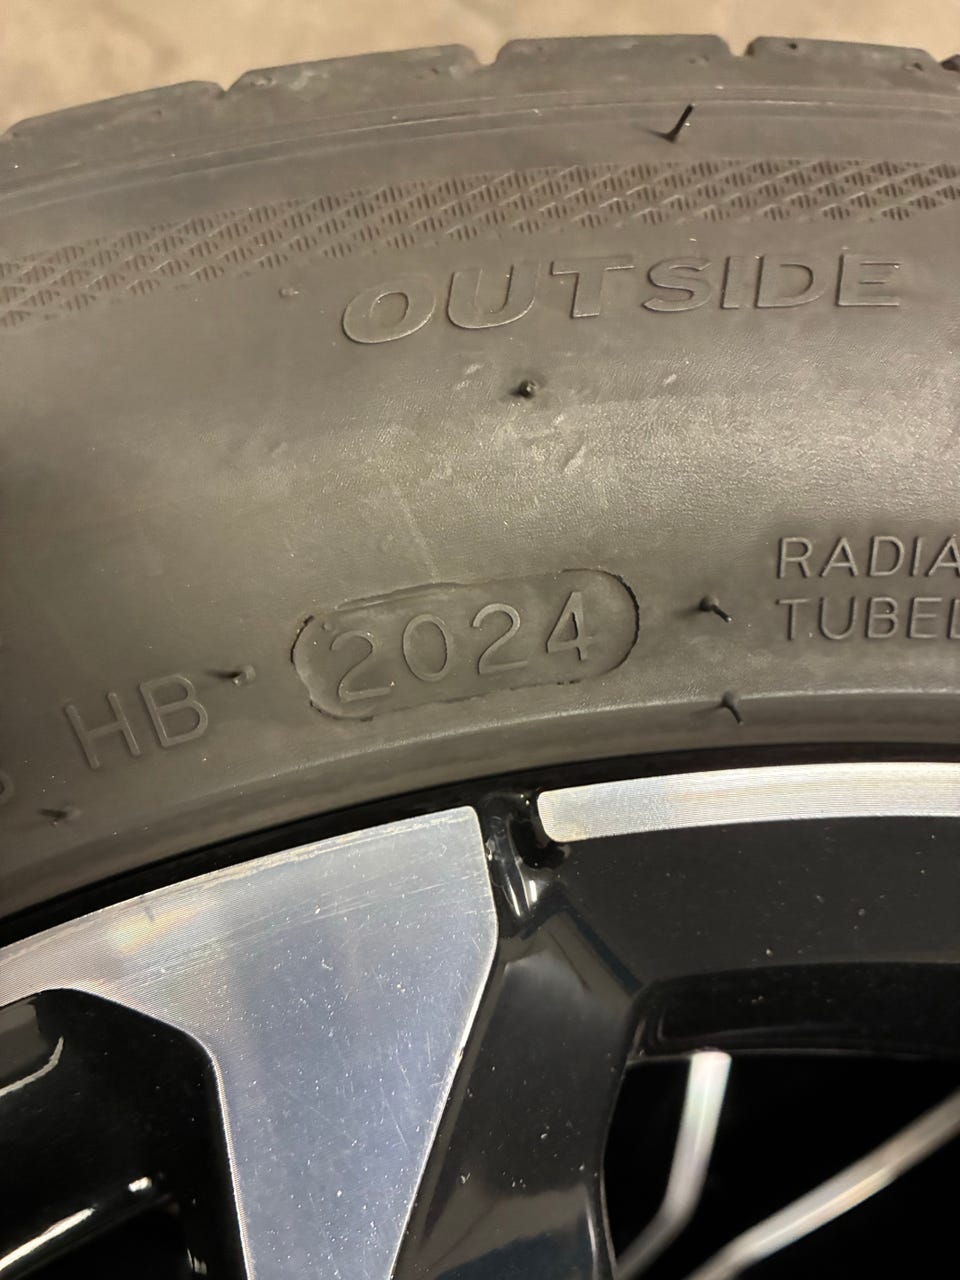 OUTSIDE
HB 2024
RADIA
TUBEL